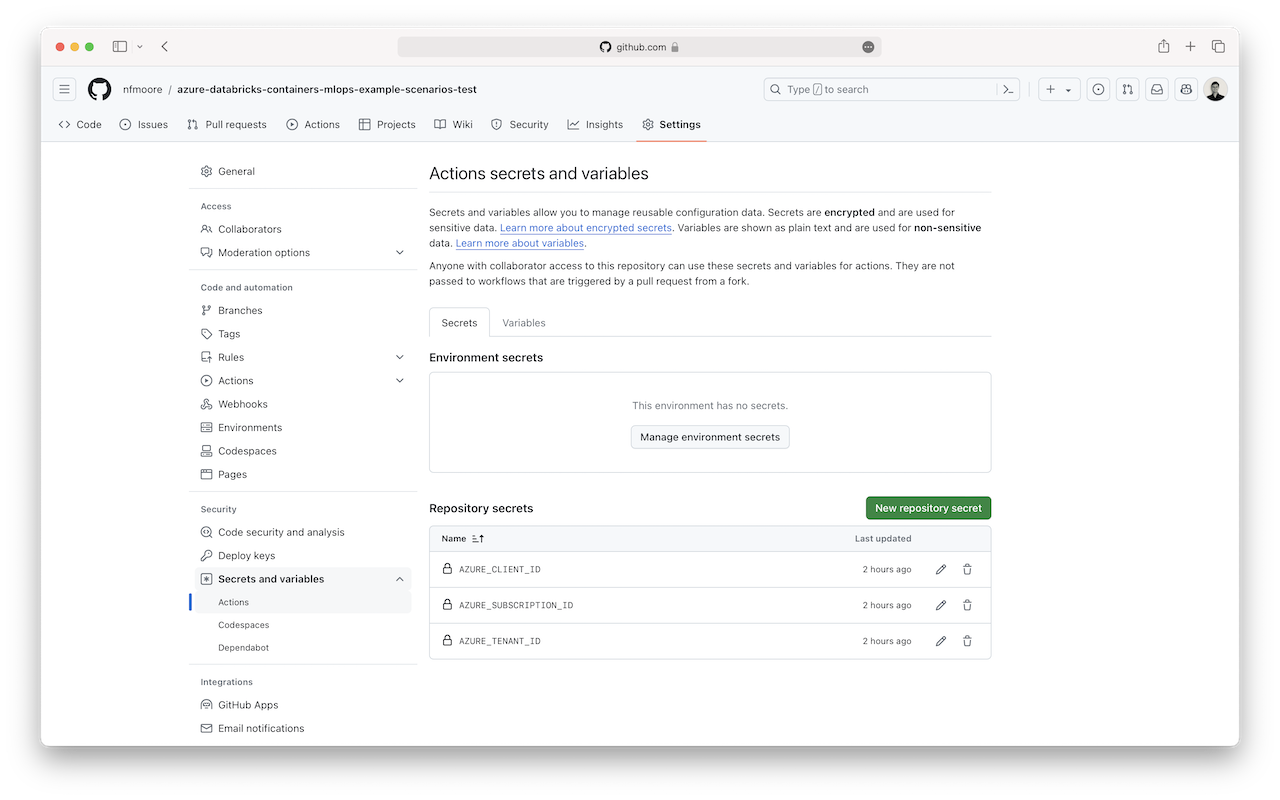 github.com
nfmoore / azure-databricks-containers-mlops-example-scenarios-test
Type / to search
Code
Issues
Pull requests
Actions
Projects
Wiki
Security
Insights
Settings
General
Access
Collaborators
Moderation options
Code and automation
Branches
Tags
Rules
Actions
Webhooks
Environments
Codespaces
Pages
Security
Code security and analysis
Deploy keys
Secrets and variables
Actions
Codespaces
Dependabot
Integrations
GitHub Apps
Email notifications
Actions secrets and variables
Secrets and variables allow you to manage reusable configuration data. Secrets are encrypted and are used for
sensitive data. Learn more about encrypted secrets. Variables are shown as plain text and are used for non-sensitive
data. Learn more about variables.
Anyone with collaborator access to this repository can use these secrets and variables for actions. They are not
passed to workflows that are triggered by a pull request from a fork.
Secrets
Variables
Environment secrets
This environment has no secrets.
Manage environment secrets
Repository secrets
New repository secret
Name
Last updated
AZURE_CLIENT_ID
2 hours ago
AZURE_SUBSCRIPTION_ID
2 hours ago
AZURE_TENANT_ID
2 hours ago